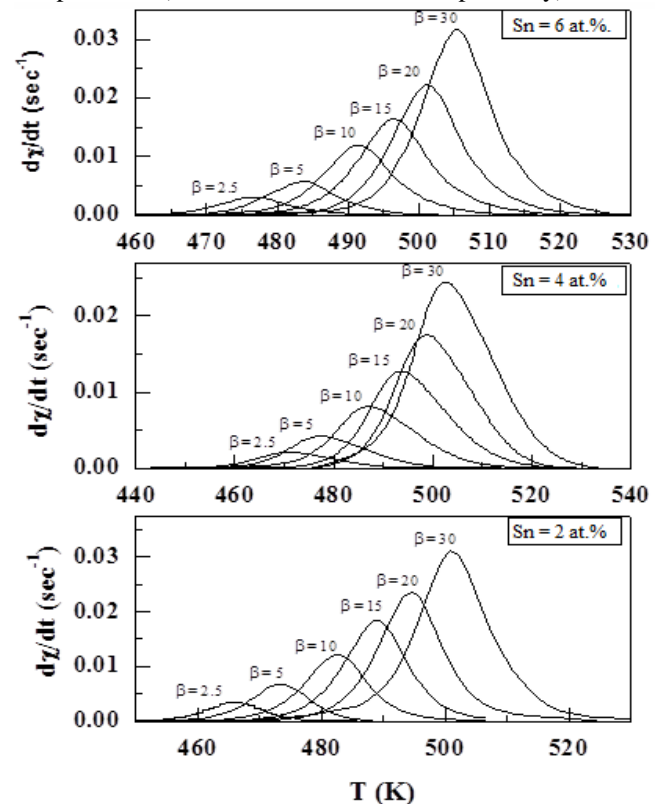 β=30
Sn = 6 at.%.
0.03
β=20
0.02
β=15
β=10
0.01
β=5
β=2.5
0.00
dχ/dt (sec⁻¹)
460 470 480 490 500 510 520 530
β=30
Sn = 4 at.%
0.02
β=20
β=15
0.01
β=10
β=5
β=2.5
0.00
dχ/dt (sec⁻¹)
440 460 480 500 520 540
β=30
Sn = 2 at.%
0.03
β=20
0.02
β=15
β=10
0.01
β=5
β=2.5
0.00
dχ/dt (sec⁻¹)
460 480 500 520
T (K)